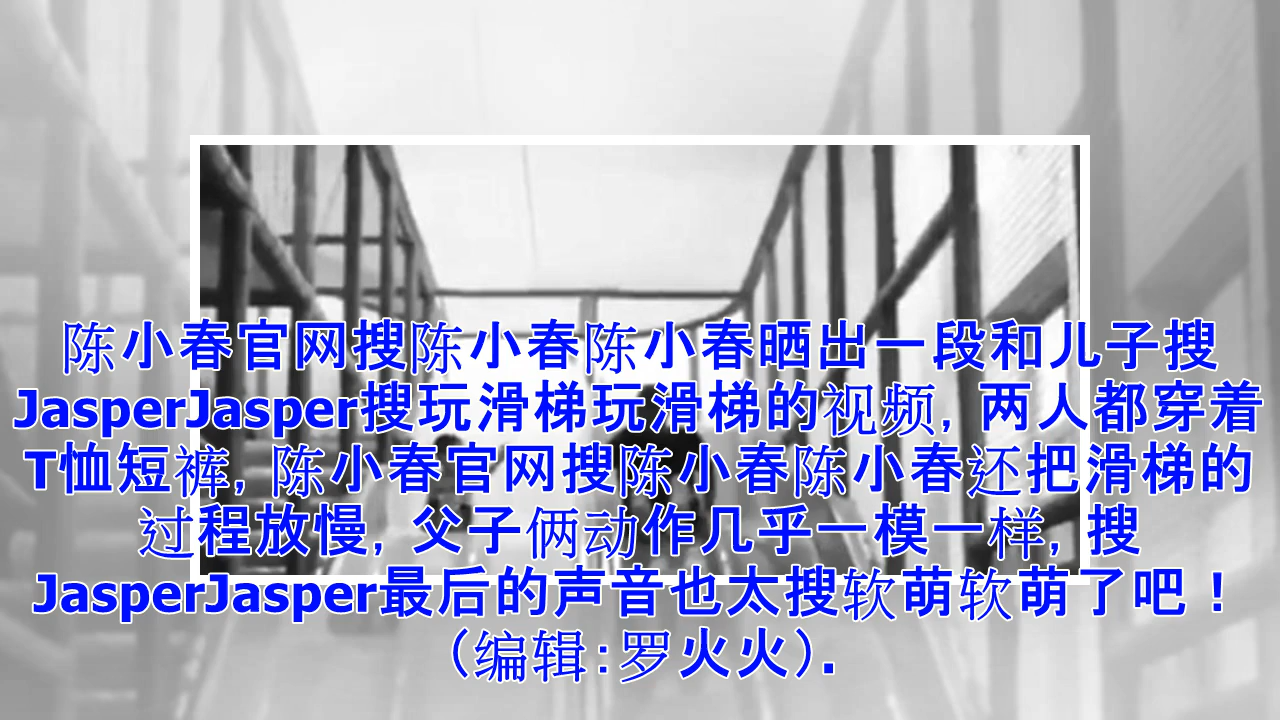 陈小春官网搜陈小春陈小春晒出一段和儿子搜
JasperJasper搜玩滑梯玩滑梯的视频, 两人都穿着
T恤短裤, 陈小春官网搜陈小春陈小春还把滑梯的
过程放慢, 父子俩动作几乎一模一样, 搜
JasperJasper最后的声音也太搜软萌软萌了吧！
（编辑:罗火火）.